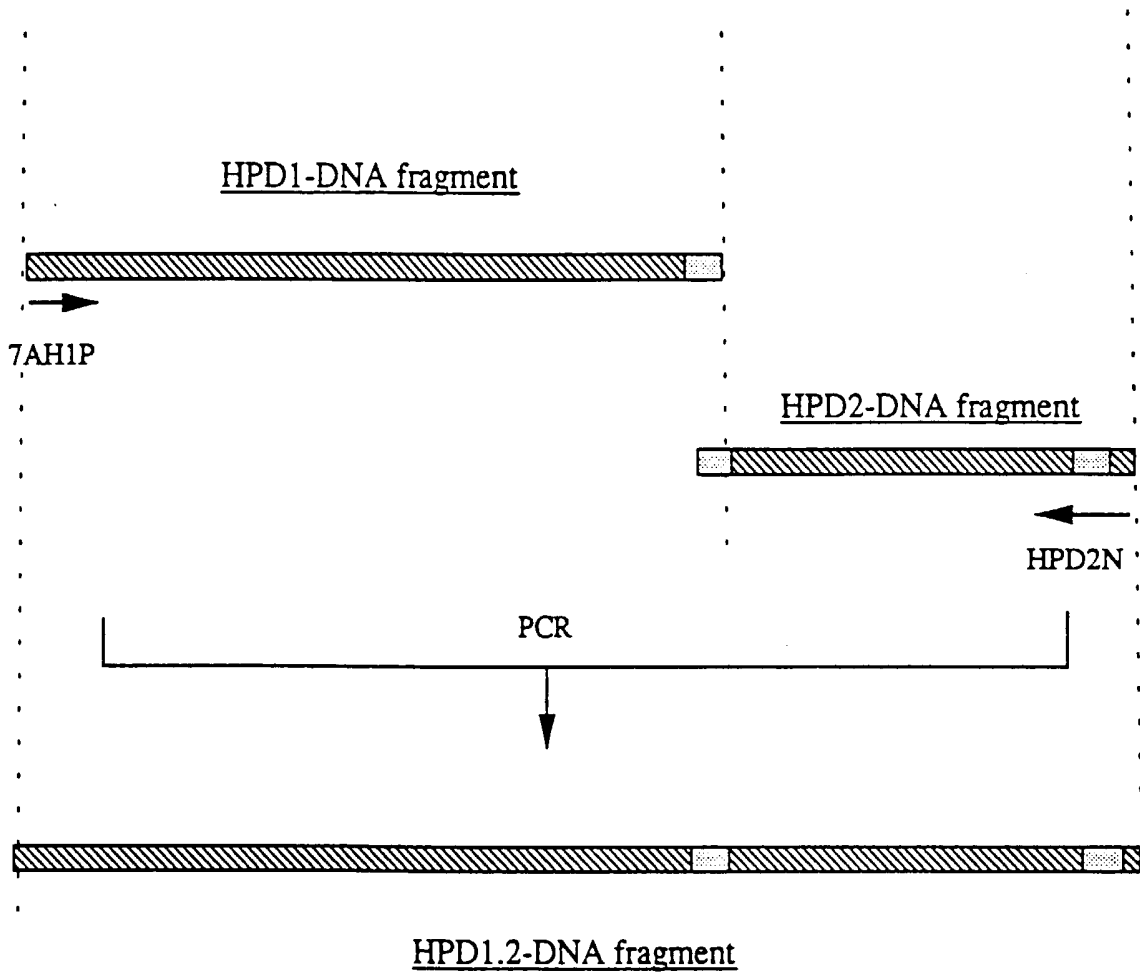 HPD1-DNA fragment
7AH1P
HPD2-DNA fragment
HPD2N
PCR
HPD1.2-DNA fragment